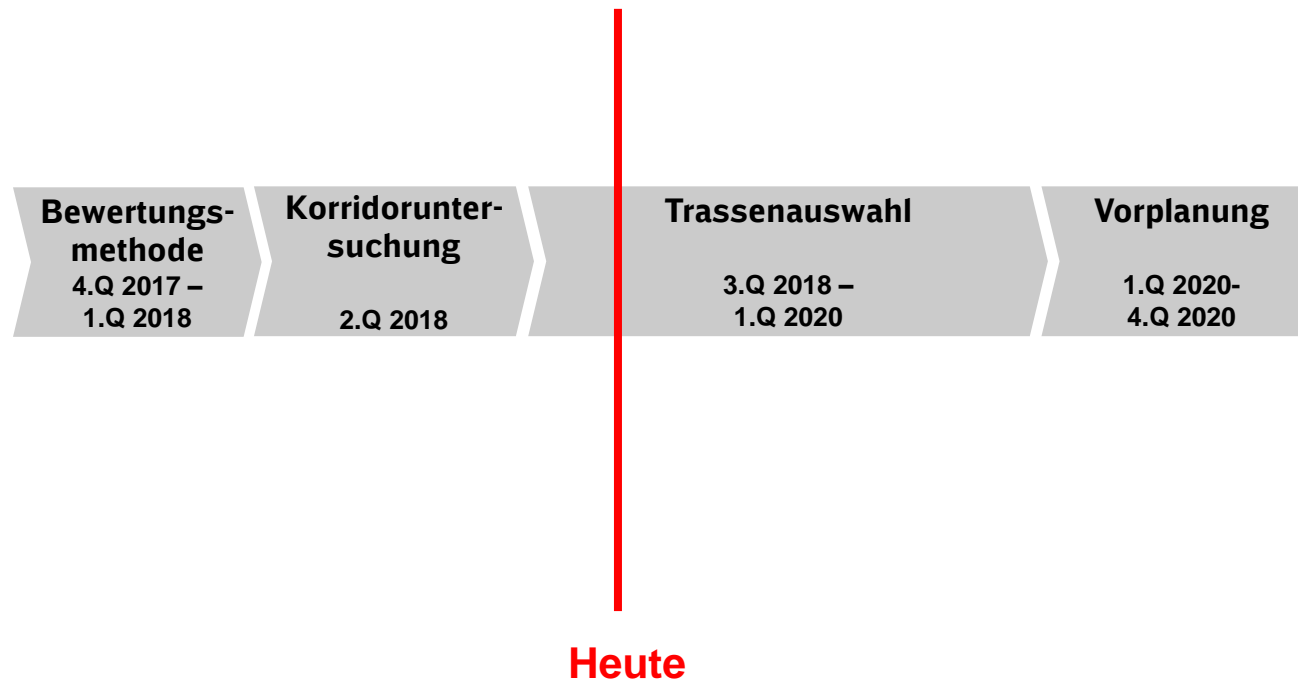 Bewertungs-
methode
4.Q 2017 –
1.Q 2018
Korridorunter-
suchung
2.Q 2018
Trassenauswahl
3.Q 2018 –
1.Q 2020
Vorplanung
1.Q 2020-
4.Q 2020
Heute